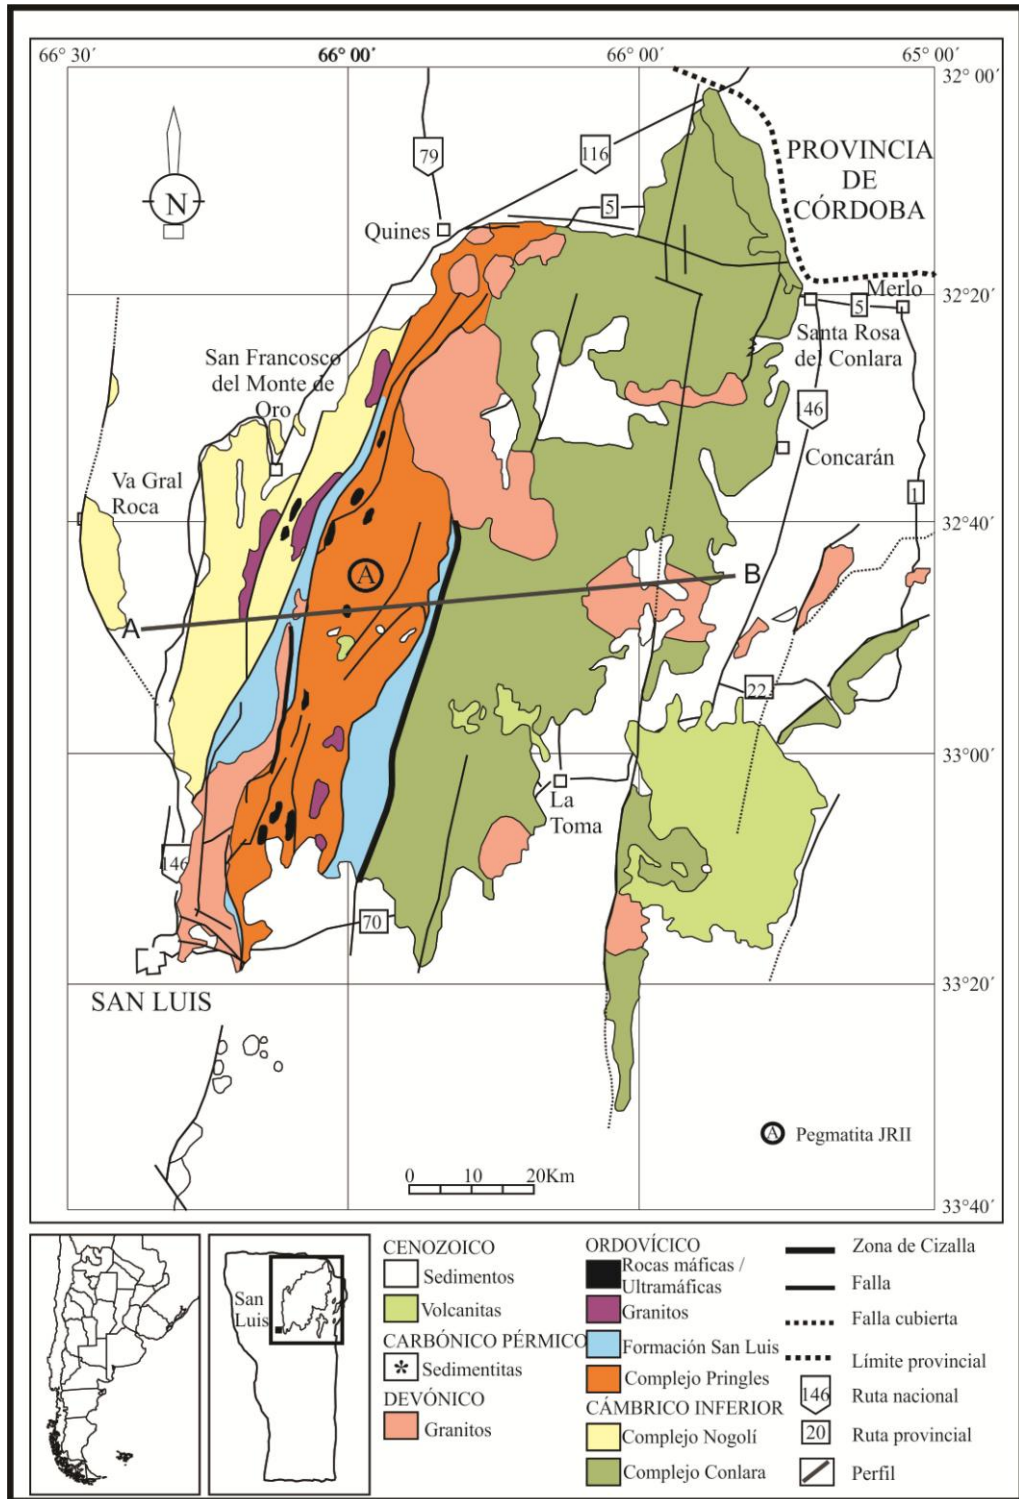 66° 30´
66° 00´
66° 00´
65° 00´
32° 00´
79
116
PROVINCIA
DE
CÓRDOBA
N
Quines
5
32° 20´
Merlo
5
Santa Rosa
del Conlara
San Francosco
del Monte de
Oro
46
Concarán
Va Gral
Roca
1
32° 40´
A
B
A
22
33° 00´
La
Toma
146
70
33° 20´
SAN LUIS
A Pegmatita JRII
0 10 20Km
33° 40´
San
Luis
CENOZOICO
Sedimentos
Volcanitas
CARBÓNICO PÉRMICO
* Sedimentitas
DEVÓNICO
Granitos
ORDOVÍCICO
Rocas máficas /
Ultramáficas
Granitos
Formación San Luis
Complejo Pringles
CÁMBRICO INFERIOR
Complejo Nogolí
Complejo Conlara
Zona de Cizalla
Falla
Falla cubierta
Límite provincial
146 Ruta nacional
20 Ruta provincial
Perfil